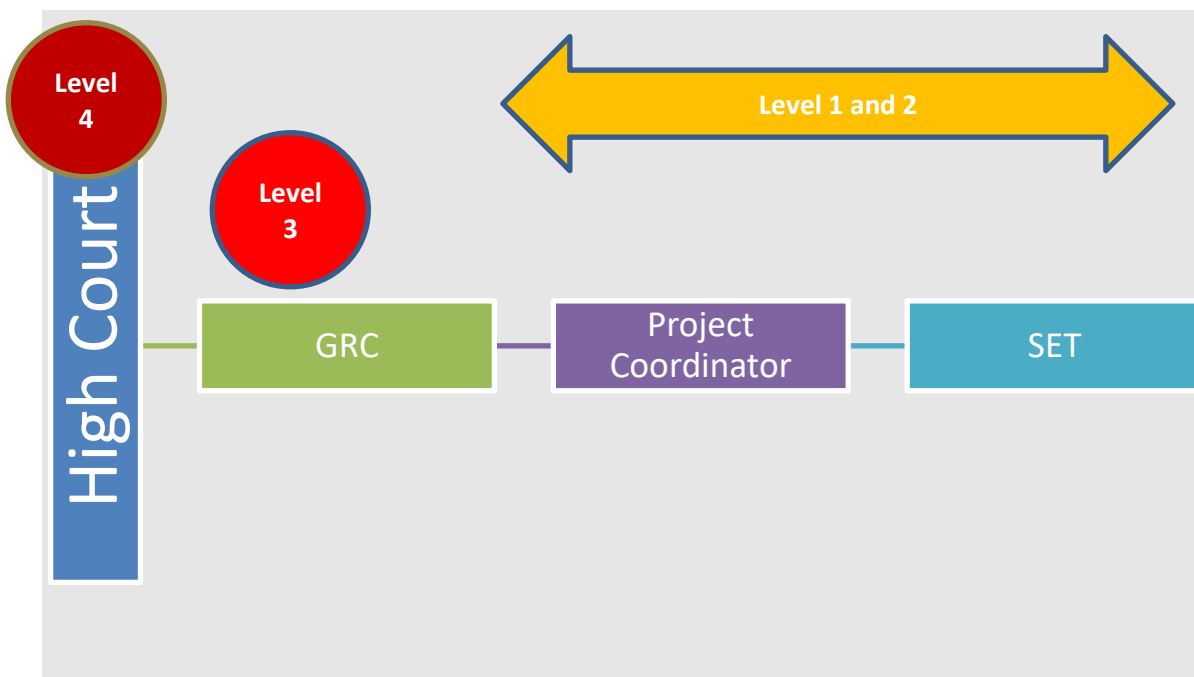 Level
4
Level 1 and 2
Level
3
High Court
GRC
Project
Coordinator
SET